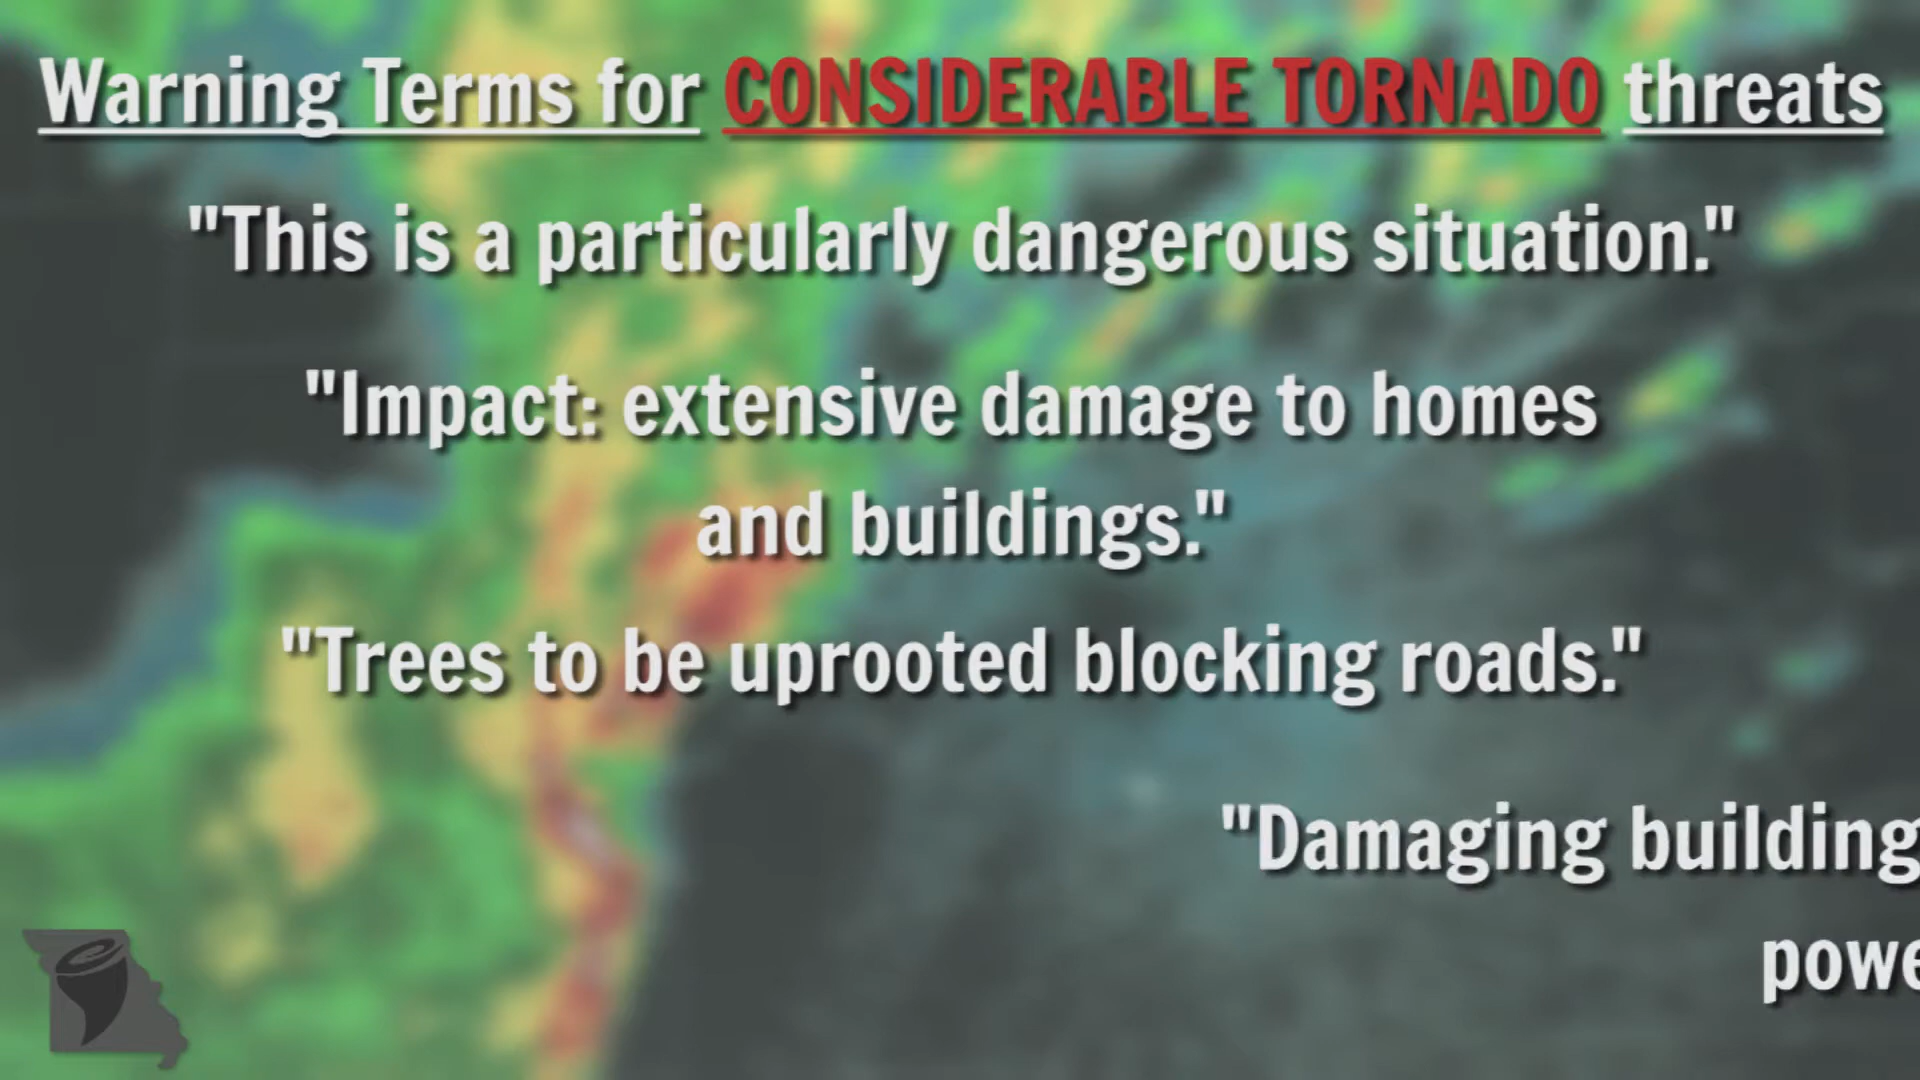 Warning Terms for CONSIDERABLE TORNADO threats
"This is a particularly dangerous situation."
"Impact: extensive damage to homes
and buildings."
"Trees to be uprooted blocking roads."
"Damaging building
powe